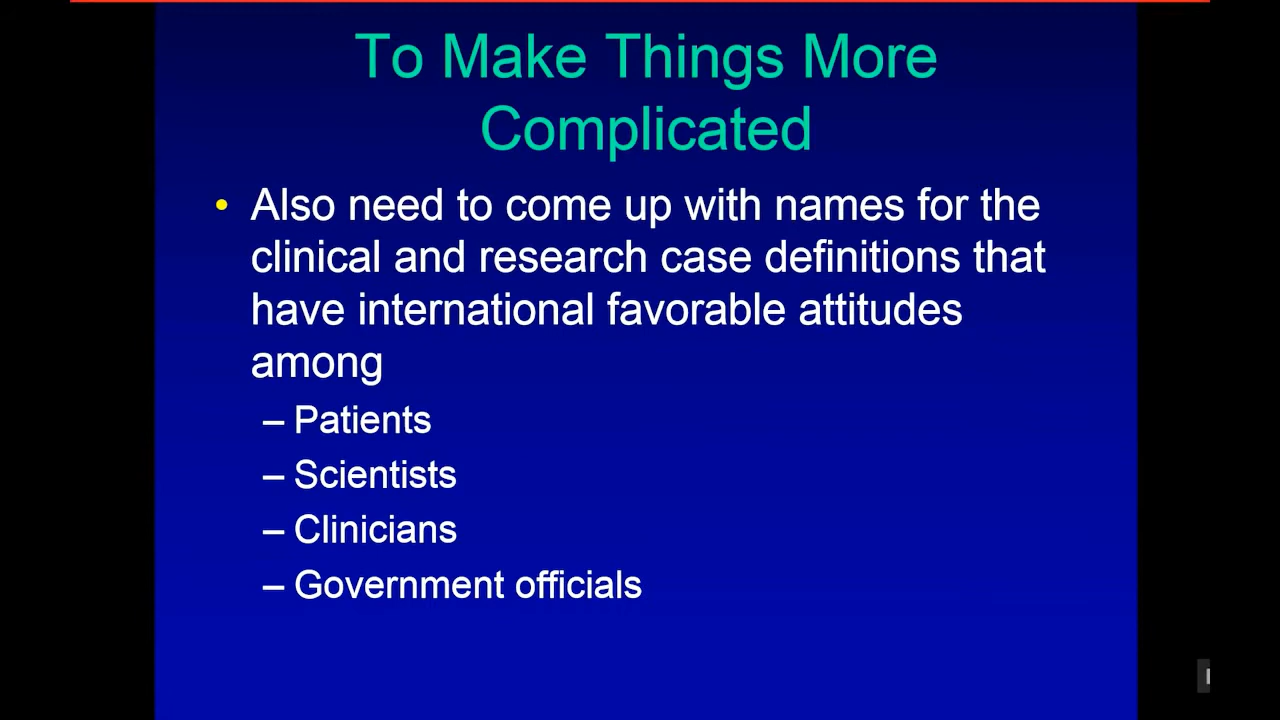 To Make Things More
Complicated
• Also need to come up with names for the
clinical and research case definitions that
have international favorable attitudes
among
– Patients
– Scientists
– Clinicians
– Government officials